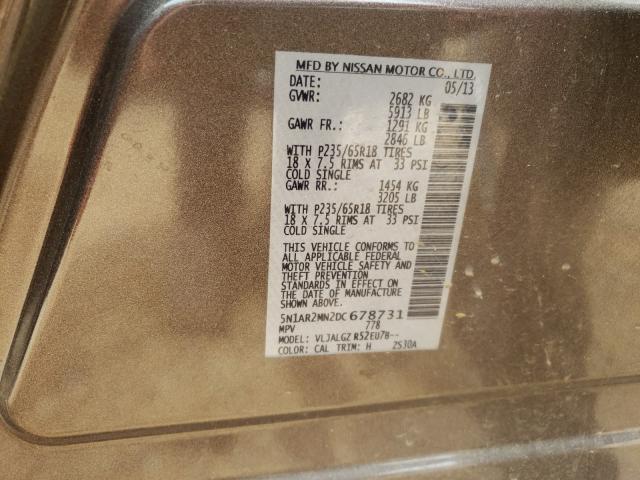 MFD BY NISSAN MOTOR CO., LTD.
DATE: 05/13
GVWR: 2682 KG
5913 LB
GAWR FR.: 1291 KG
2846 LB
WITH P235/65R18 TIRES
18 X 7.5 RIMS AT 33 PSI
COLD SINGLE
GAWR RR.: 1454 KG
3205 LB
WITH P235/65R18 TIRES
18 X 7.5 RIMS AT 33 PSI
COLD SINGLE
THIS VEHICLE CONFORMS TO
ALL APPLICABLE FEDERAL
MOTOR VEHICLE SAFETY AND
THEFT PREVENTION
STANDARDS IN EFFECT ON THE
DATE OF MANUFACTURE
SHOWN ABOVE.
5N1AR2MN2DC678731
MPV 778
MODEL: VLJALGZ R52EU7B--
COLOR: CAL TRIM: H 2S30A